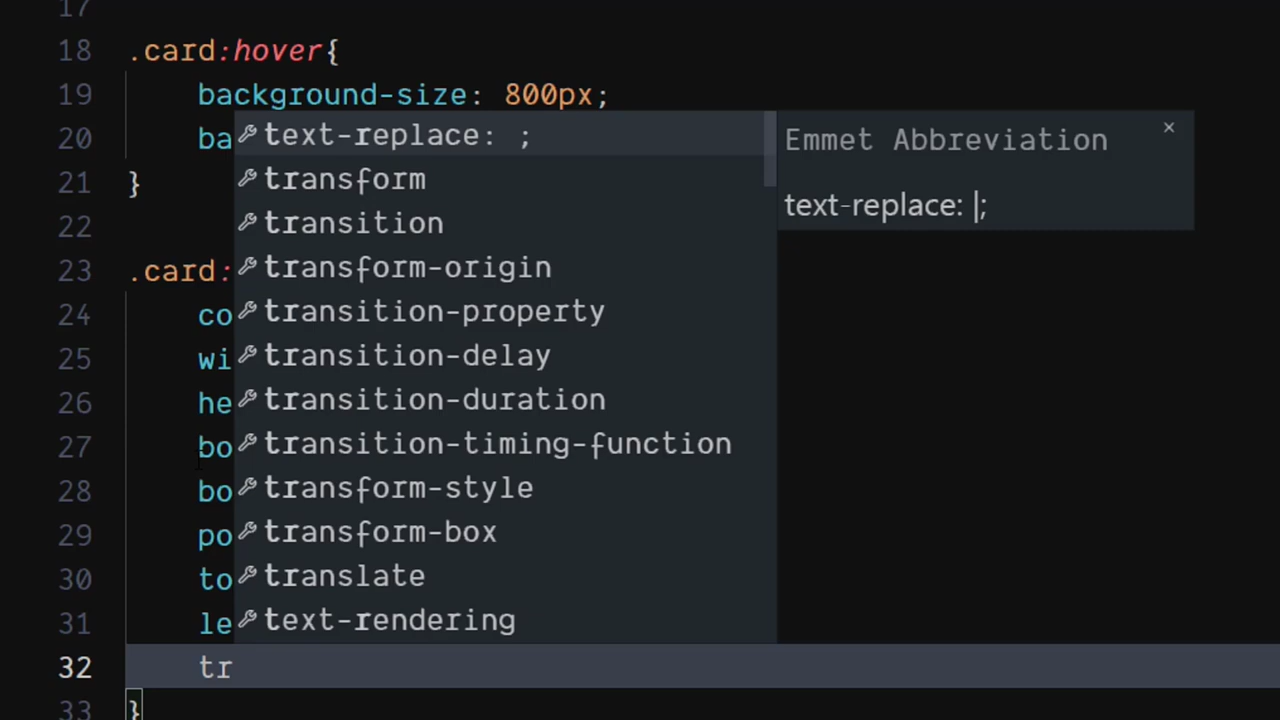 17
18 .card:hover{
19 background-size: 800px;
20 ba
21 }
22
23 .card:
24 co
25 wi
26 he
27 bo
28 bo
29 po
30 to
31 le
32 tr
33 }
text-replace: ;
transform
transition
transform-origin
transition-property
transition-delay
transition-duration
transition-timing-function
transform-style
transform-box
translate
text-rendering
Emmet Abbreviation ×
text-replace: |;